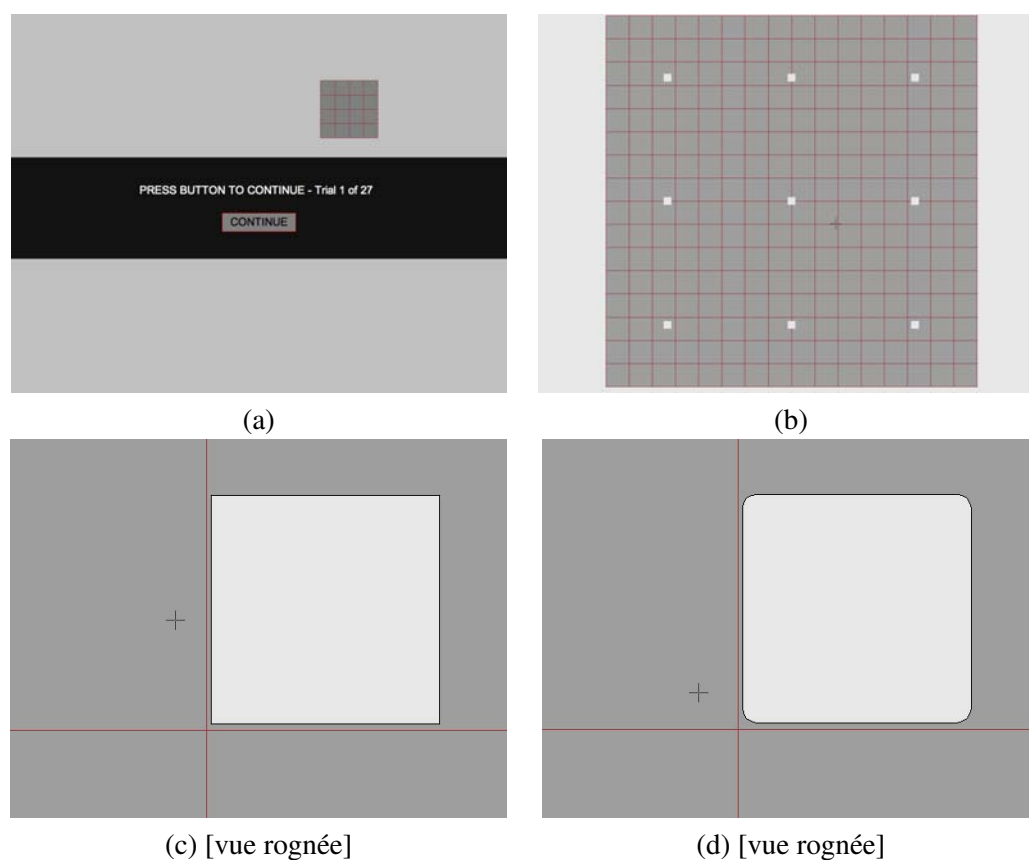 PRESS BUTTON TO CONTINUE - Trial 1 of 27
CONTINUE
(a)
(b)
(c) [vue rognée]
(d) [vue rognée]